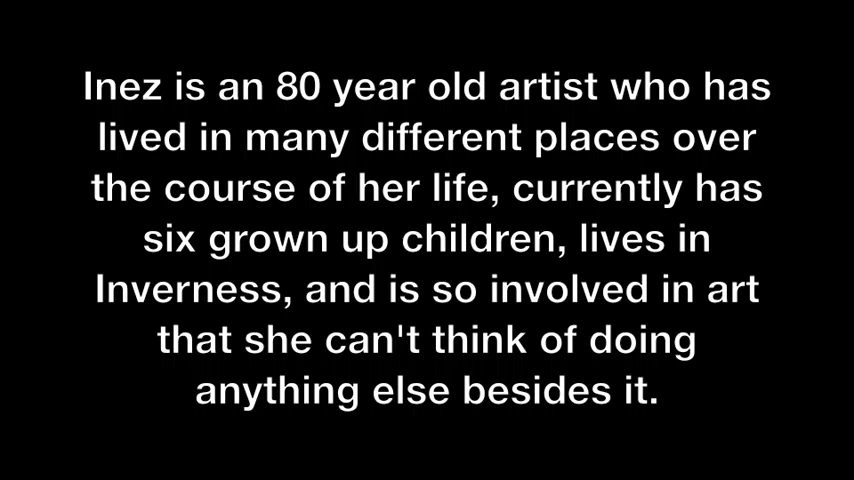 Inez is an 80 year old artist who has
lived in many different places over
the course of her life, currently has
six grown up children, lives in
Inverness, and is so involved in art
that she can't think of doing
anything else besides it.